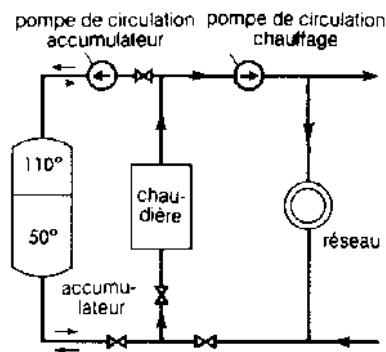 pompe de circulation
accumulateur
pompe de circulation
chauffage
110°
50°
chau-
dière
réseau
accumu-
lateur